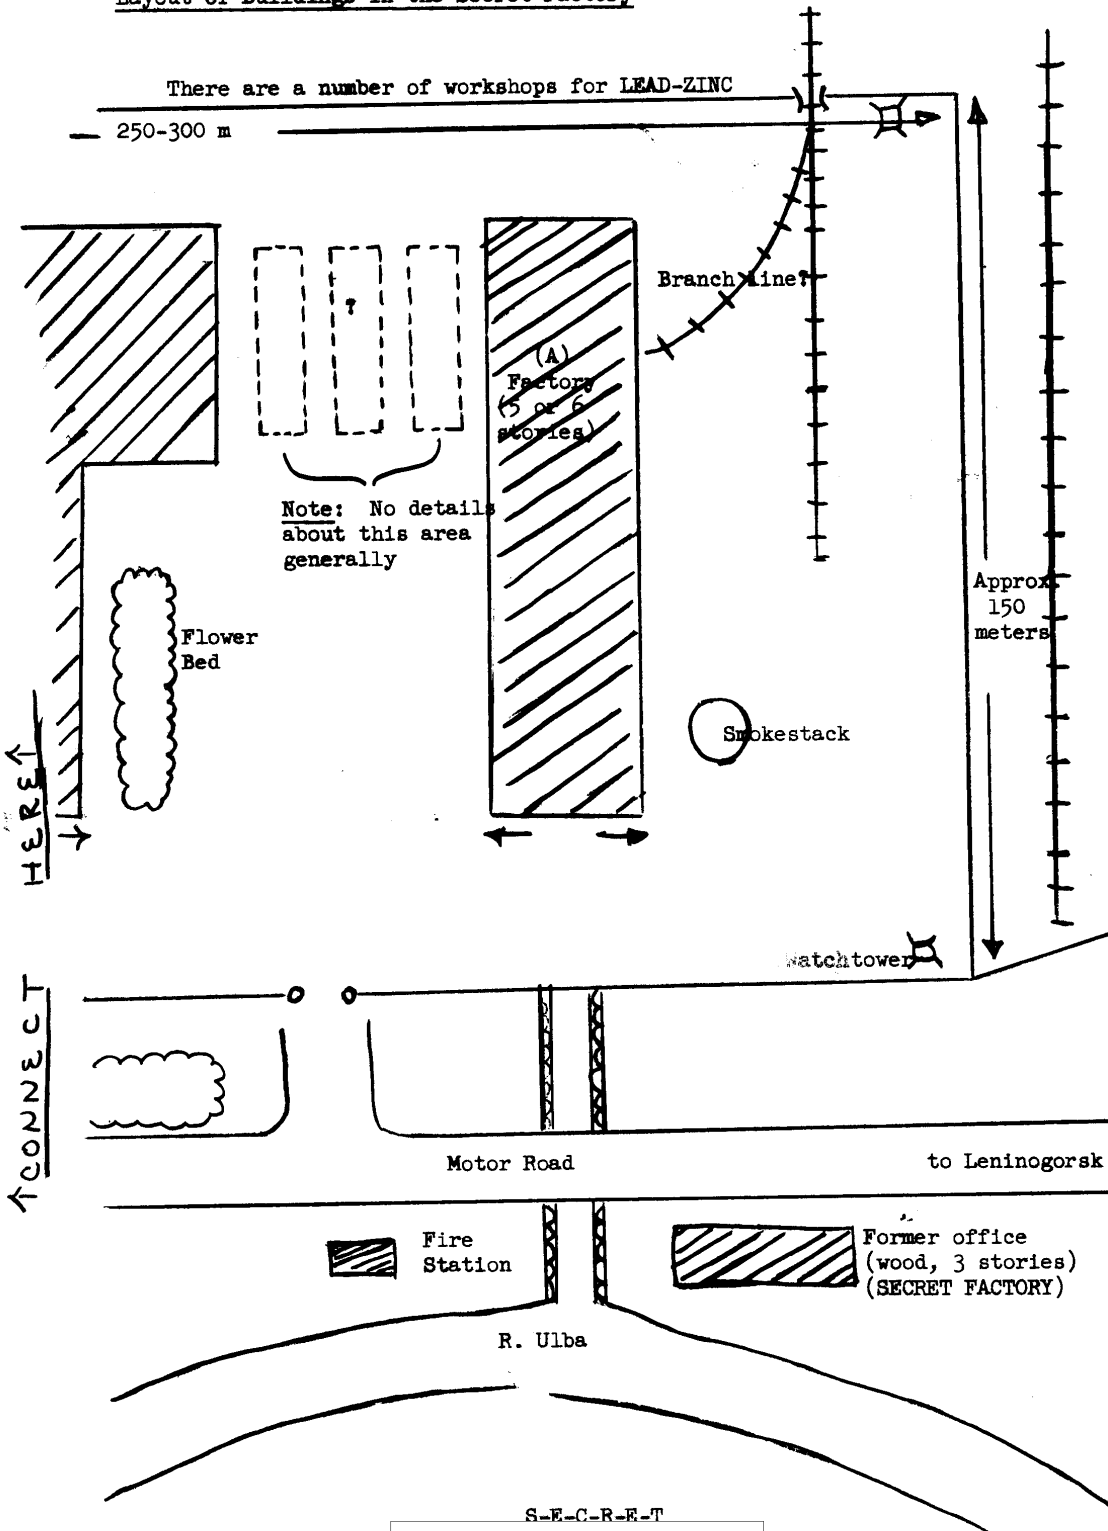 Layout of Buildings in the Secret Factory
There are a number of workshops for LEAD-ZINC
250-300 m
Branch line?
?
(A)
Factory
(5 or 6
stories)
Note: No details
about this area
generally
Approx
150
meters
Flower
Bed
Smokestack
HERE
Watchtower
CONNECT
Motor Road
to Leninogorsk
Fire
Station
Former office
(wood, 3 stories)
(SECRET FACTORY)
R. Ulba
S-E-C-R-E-T